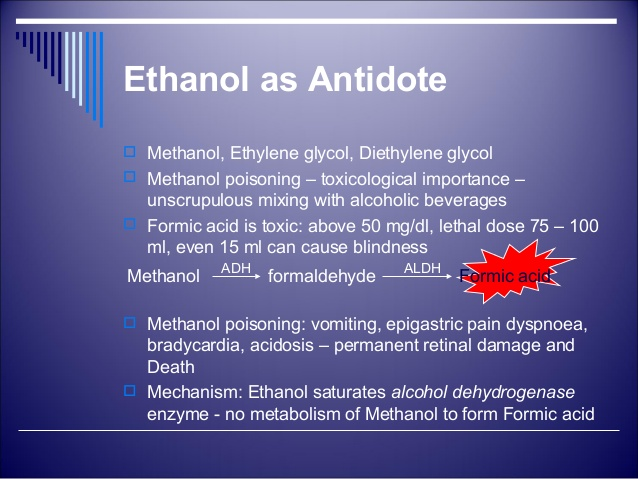 Ethanol as Antidote
Methanol, Ethylene glycol, Diethylene glycol
Methanol poisoning – toxicological importance –
unscrupulous mixing with alcoholic beverages
Formic acid is toxic: above 50 mg/dl, lethal dose 75 – 100
ml, even 15 ml can cause blindness
Methanol ADH formaldehyde ALDH Formic acid
Methanol poisoning: vomiting, epigastric pain dyspnoea,
bradycardia, acidosis – permanent retinal damage and
Death
Mechanism: Ethanol saturates alcohol dehydrogenase
enzyme - no metabolism of Methanol to form Formic acid